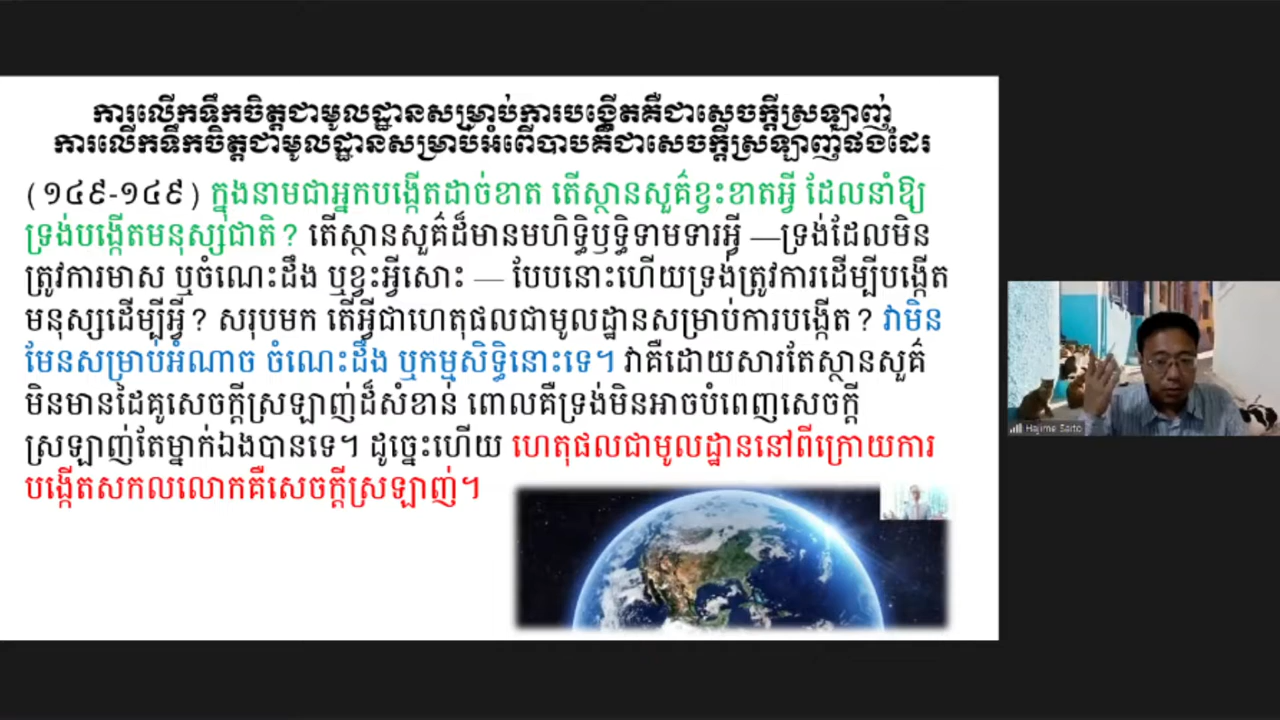 ការលើកទឹកចិត្តជាមូលដ្ឋានសម្រាប់ការបង្កើតគឺជាសេចក្ដីស្រឡាញ់
ការលើកទឹកចិត្តជាមូលដ្ឋានសម្រាប់អំពើបាបគឺជាសេចក្ដីស្រឡាញ់ផងដែរ
(១៤៩-១៤៩) ក្នុងនាមជាអ្នកបង្កើតដាច់ខាត តើស្ថានសួគ៌ខ្វះខាតអ្វី ដែលនាំឱ្យ
ទ្រង់បង្កើតមនុស្សជាតិ? តើស្ថានសួគ៌ដ៏មានមហិទ្ធិឫទ្ធិទាមទារអ្វី —ទ្រង់ដែលមិន
ត្រូវការមាស ឬចំណេះដឹង ឬខ្វះអ្វីសោះ — បែបនោះហើយទ្រង់ត្រូវការដើម្បីបង្កើត
មនុស្សដើម្បីអ្វី? សរុបមក តើអ្វីជាហេតុផលជាមូលដ្ឋានសម្រាប់ការបង្កើត? វាមិន
មែនសម្រាប់អំណាច ចំណេះដឹង ឬកម្មសិទ្ធិនោះទេ។ វាគឺដោយសារតែស្ថានសួគ៌
មិនមានដៃគូសេចក្ដីស្រឡាញ់ដ៏សំខាន់ ពោលគឺទ្រង់មិនអាចបំពេញសេចក្ដី
ស្រឡាញ់តែម្នាក់ឯងបានទេ។ ដូច្នេះហើយ ហេតុផលជាមូលដ្ឋាននៅពីក្រោយការ
បង្កើតសកលលោកគឺសេចក្ដីស្រឡាញ់។
Hajime Saito